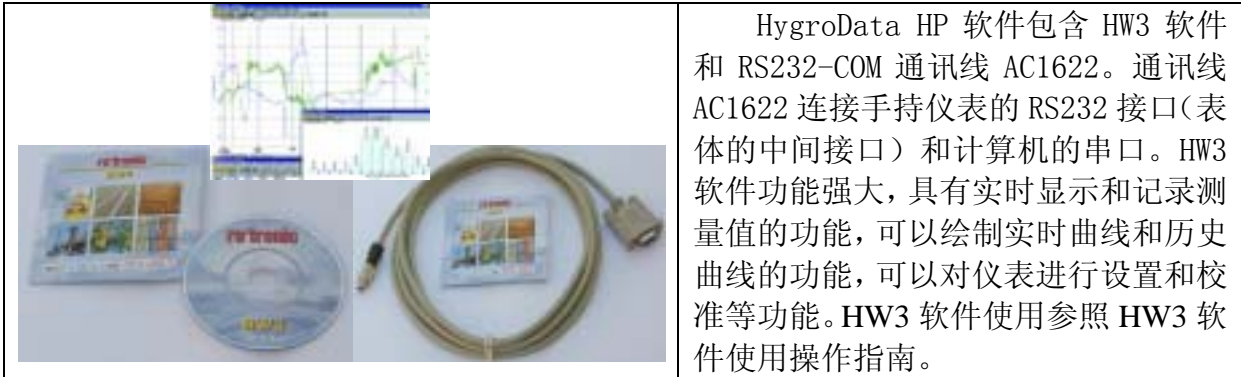 HygroData HP 软件包含 HW3 软件
和 RS232-COM 通讯线 AC1622。通讯线
AC1622 连接手持仪表的 RS232 接口（表
体的中间接口）和计算机的串口。HW3
软件功能强大，具有实时显示和记录测
量值的功能，可以绘制实时曲线和历史
曲线的功能，可以对仪表进行设置和校
准等功能。HW3 软件使用参照 HW3 软
件使用操作指南。
rotronic
rotronic
HW3